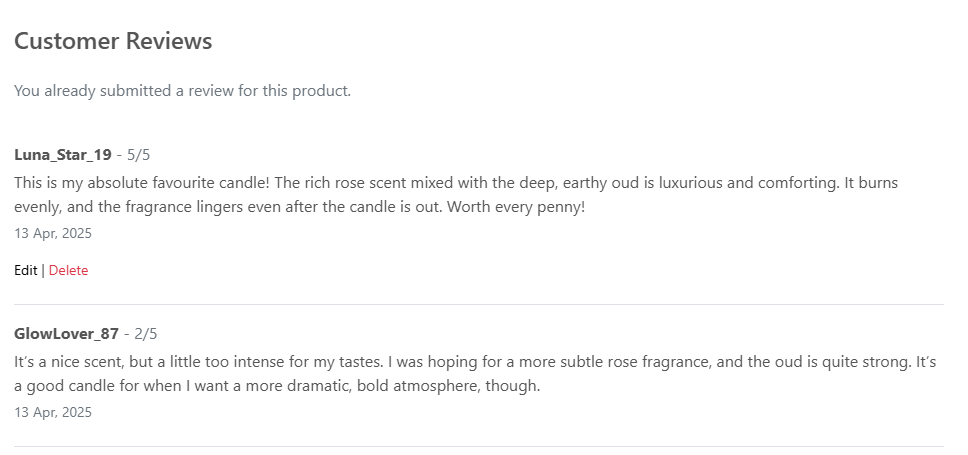 Customer Reviews
You already submitted a review for this product.
Luna_Star_19 - 5/5
This is my absolute favourite candle! The rich rose scent mixed with the deep, earthy oud is luxurious and comforting. It burns
evenly, and the fragrance lingers even after the candle is out. Worth every penny!
13 Apr, 2025
Edit | Delete
GlowLover_87 - 2/5
It’s a nice scent, but a little too intense for my tastes. I was hoping for a more subtle rose fragrance, and the oud is quite strong. It’s
a good candle for when I want a more dramatic, bold atmosphere, though.
13 Apr, 2025